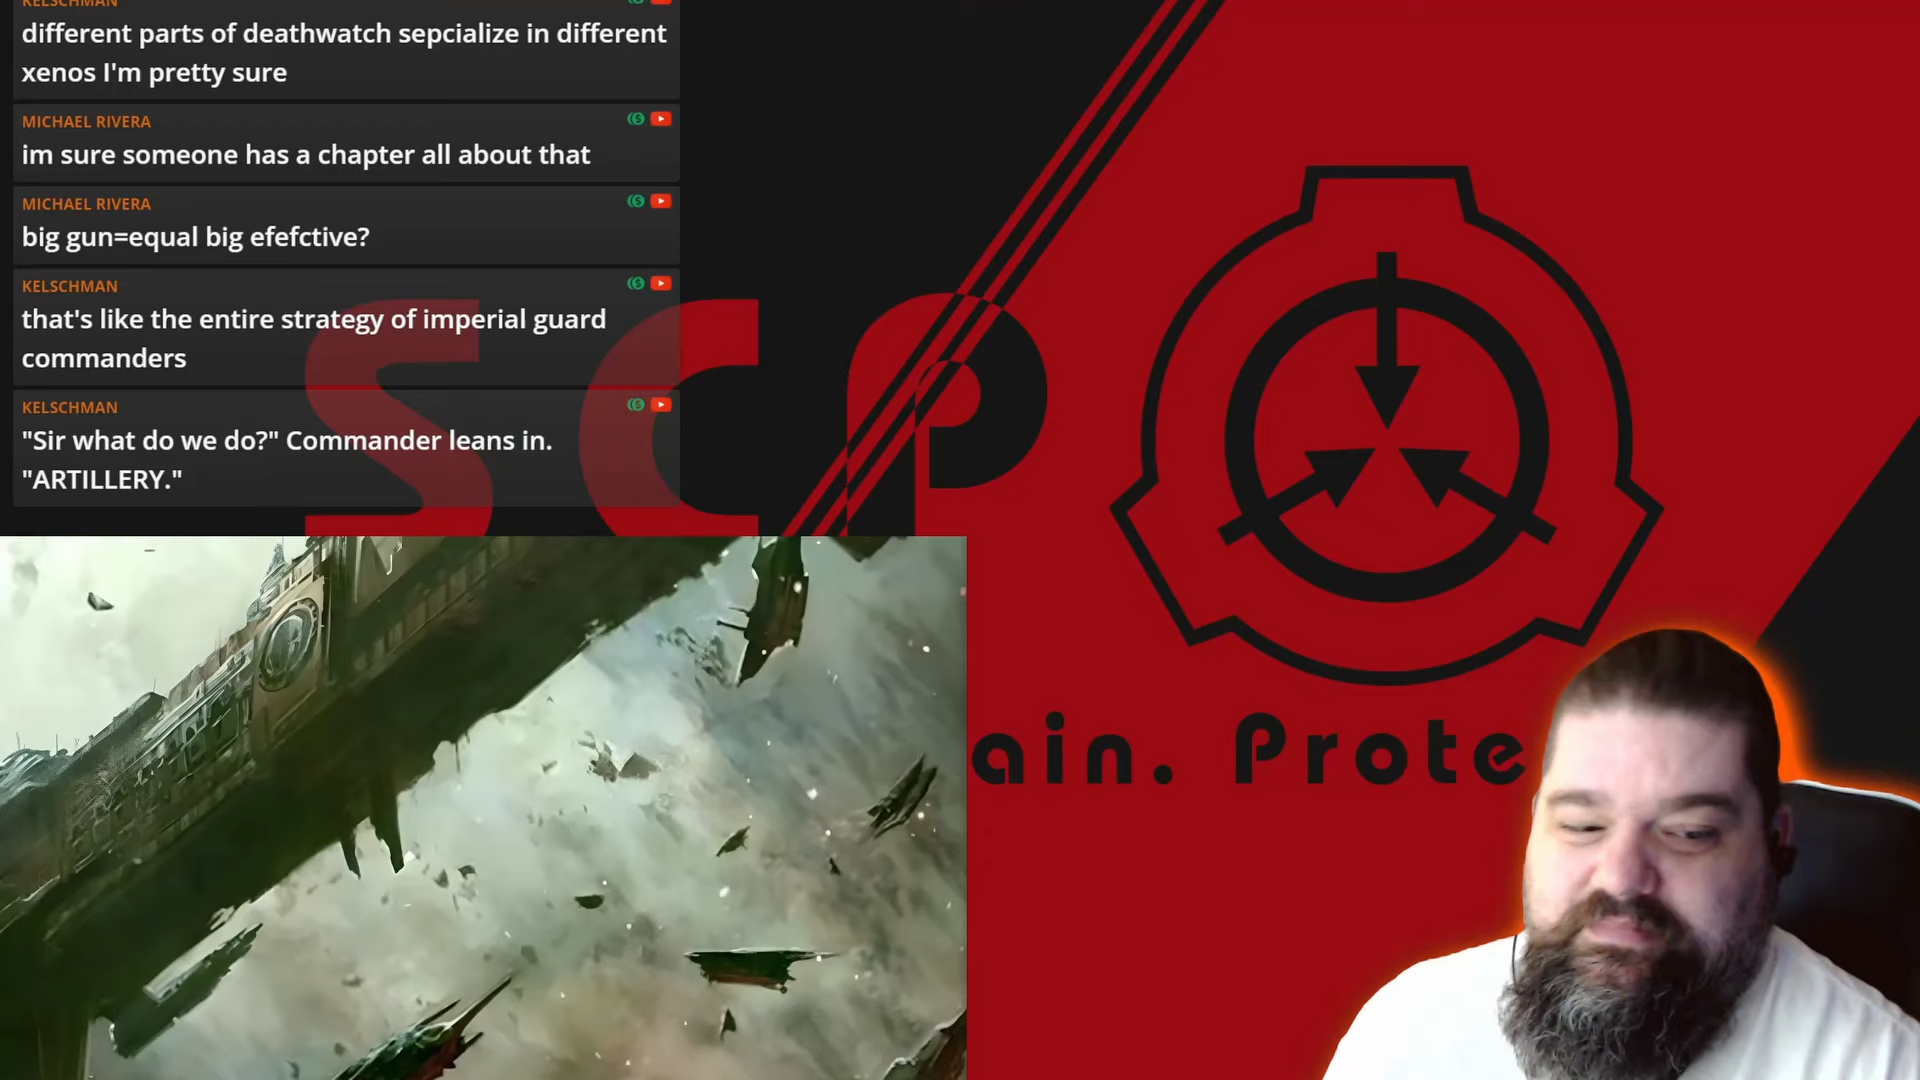 KELSCHMAN
different parts of deathwatch sepcialize in different
xenos I'm pretty sure
MICHAEL RIVERA
im sure someone has a chapter all about that
MICHAEL RIVERA
big gun=equal big efefctive?
KELSCHMAN
that's like the entire strategy of imperial guard
commanders
KELSCHMAN
"Sir what do we do?" Commander leans in.
"ARTILLERY."
SCP
ain. Prote